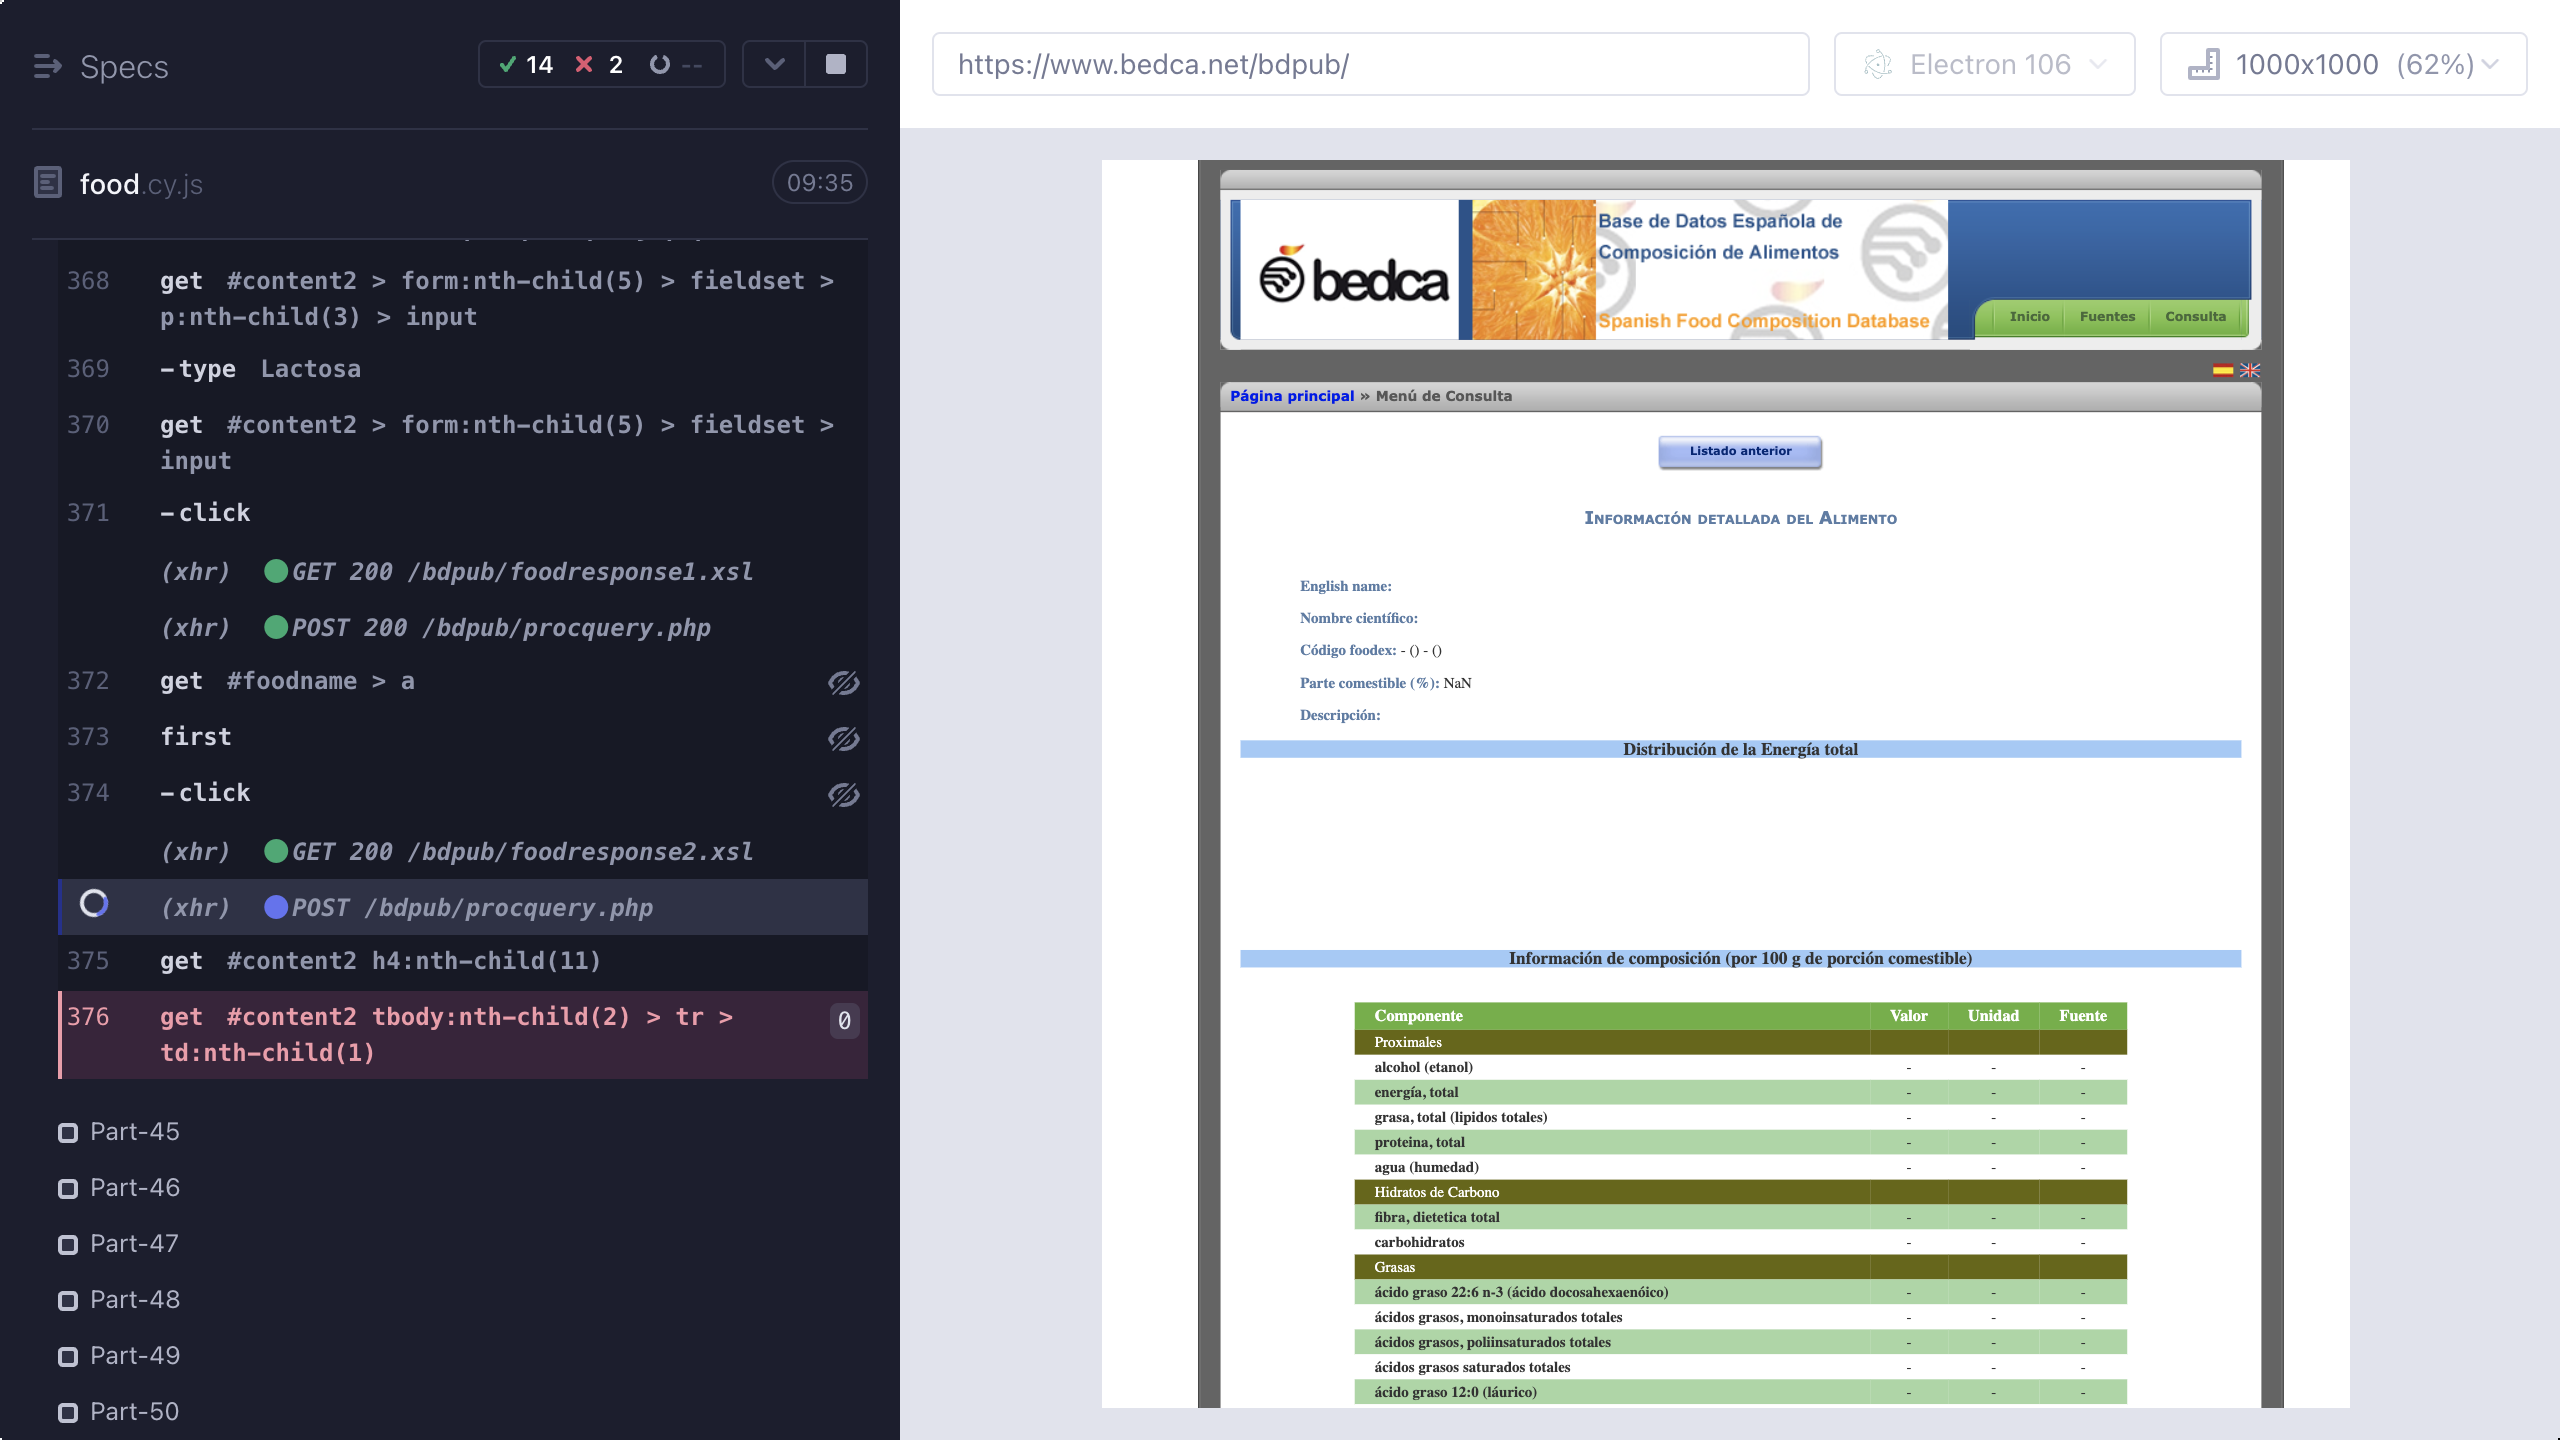 Specs
14 2 --
food.cy.js
09:35
368 get #content2 > form:nth-child(5) > fieldset >
p:nth-child(3) > input
369 -type Lactosa
370 get #content2 > form:nth-child(5) > fieldset >
input
371 -click
(xhr) GET 200 /bdpub/foodresponse1.xsl
(xhr) POST 200 /bdpub/procquery.php
372 get #foodname > a
373 first
374 -click
(xhr) GET 200 /bdpub/foodresponse2.xsl
(xhr) POST /bdpub/procquery.php
375 get #content2 h4:nth-child(11)
376 get #content2 tbody:nth-child(2) > tr >
td:nth-child(1)
0
Part-45
Part-46
Part-47
Part-48
Part-49
Part-50
https://www.bedca.net/bdpub/
Electron 106
1000x1000 (62%)
bedca
Base de Datos Española de
Composición de Alimentos
Spanish Food Composition Database
Inicio Fuentes Consulta
Página principal » Menú de Consulta
Listado anterior
Información detallada del Alimento
English name:
Nombre científico:
Código foodex: - () - ()
Parte comestible (%): NaN
Descripción:
Distribución de la Energía total
Información de composición (por 100 g de porción comestible)
Componente Valor Unidad Fuente
Proximales
alcohol (etanol) - - -
energía, total - - -
grasa, total (lipidos totales) - - -
proteina, total - - -
agua (humedad) - - -
Hidratos de Carbono
fibra, dietetica total - - -
carbohidratos - - -
Grasas
ácido graso 22:6 n-3 (ácido docosahexaenóico) - - -
ácidos grasos, monoinsaturados totales - - -
ácidos grasos, poliinsaturados totales - - -
ácidos grasos saturados totales - - -
ácido graso 12:0 (láurico) - - -